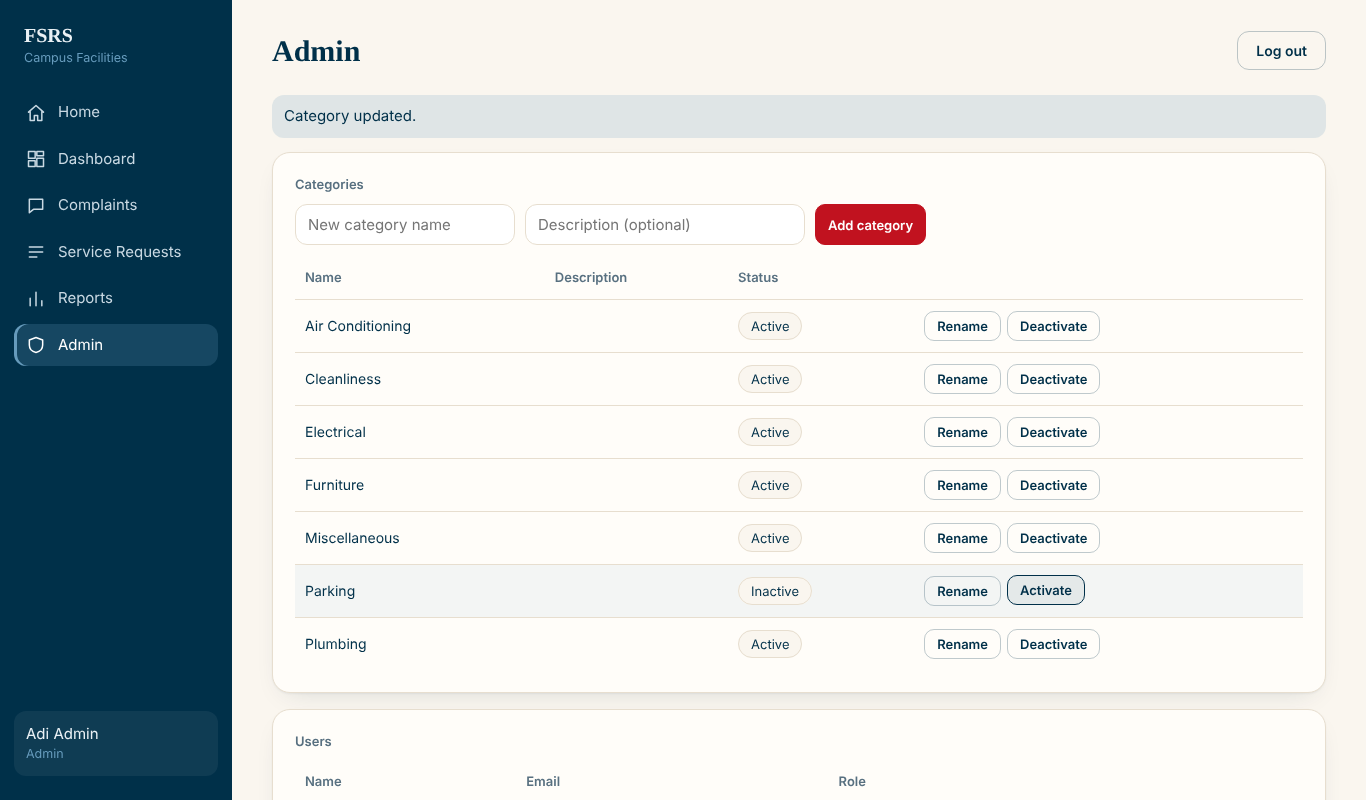 FSRS
Campus Facilities
Home
Dashboard
Complaints
Service Requests
Reports
Admin
Adi Admin
Admin
Admin
Log out
Category updated.
Categories
New category name Description (optional) Add category
Name Description Status
Air Conditioning Active Rename Deactivate
Cleanliness Active Rename Deactivate
Electrical Active Rename Deactivate
Furniture Active Rename Deactivate
Miscellaneous Active Rename Deactivate
Parking Inactive Rename Activate
Plumbing Active Rename Deactivate
Users
Name Email Role